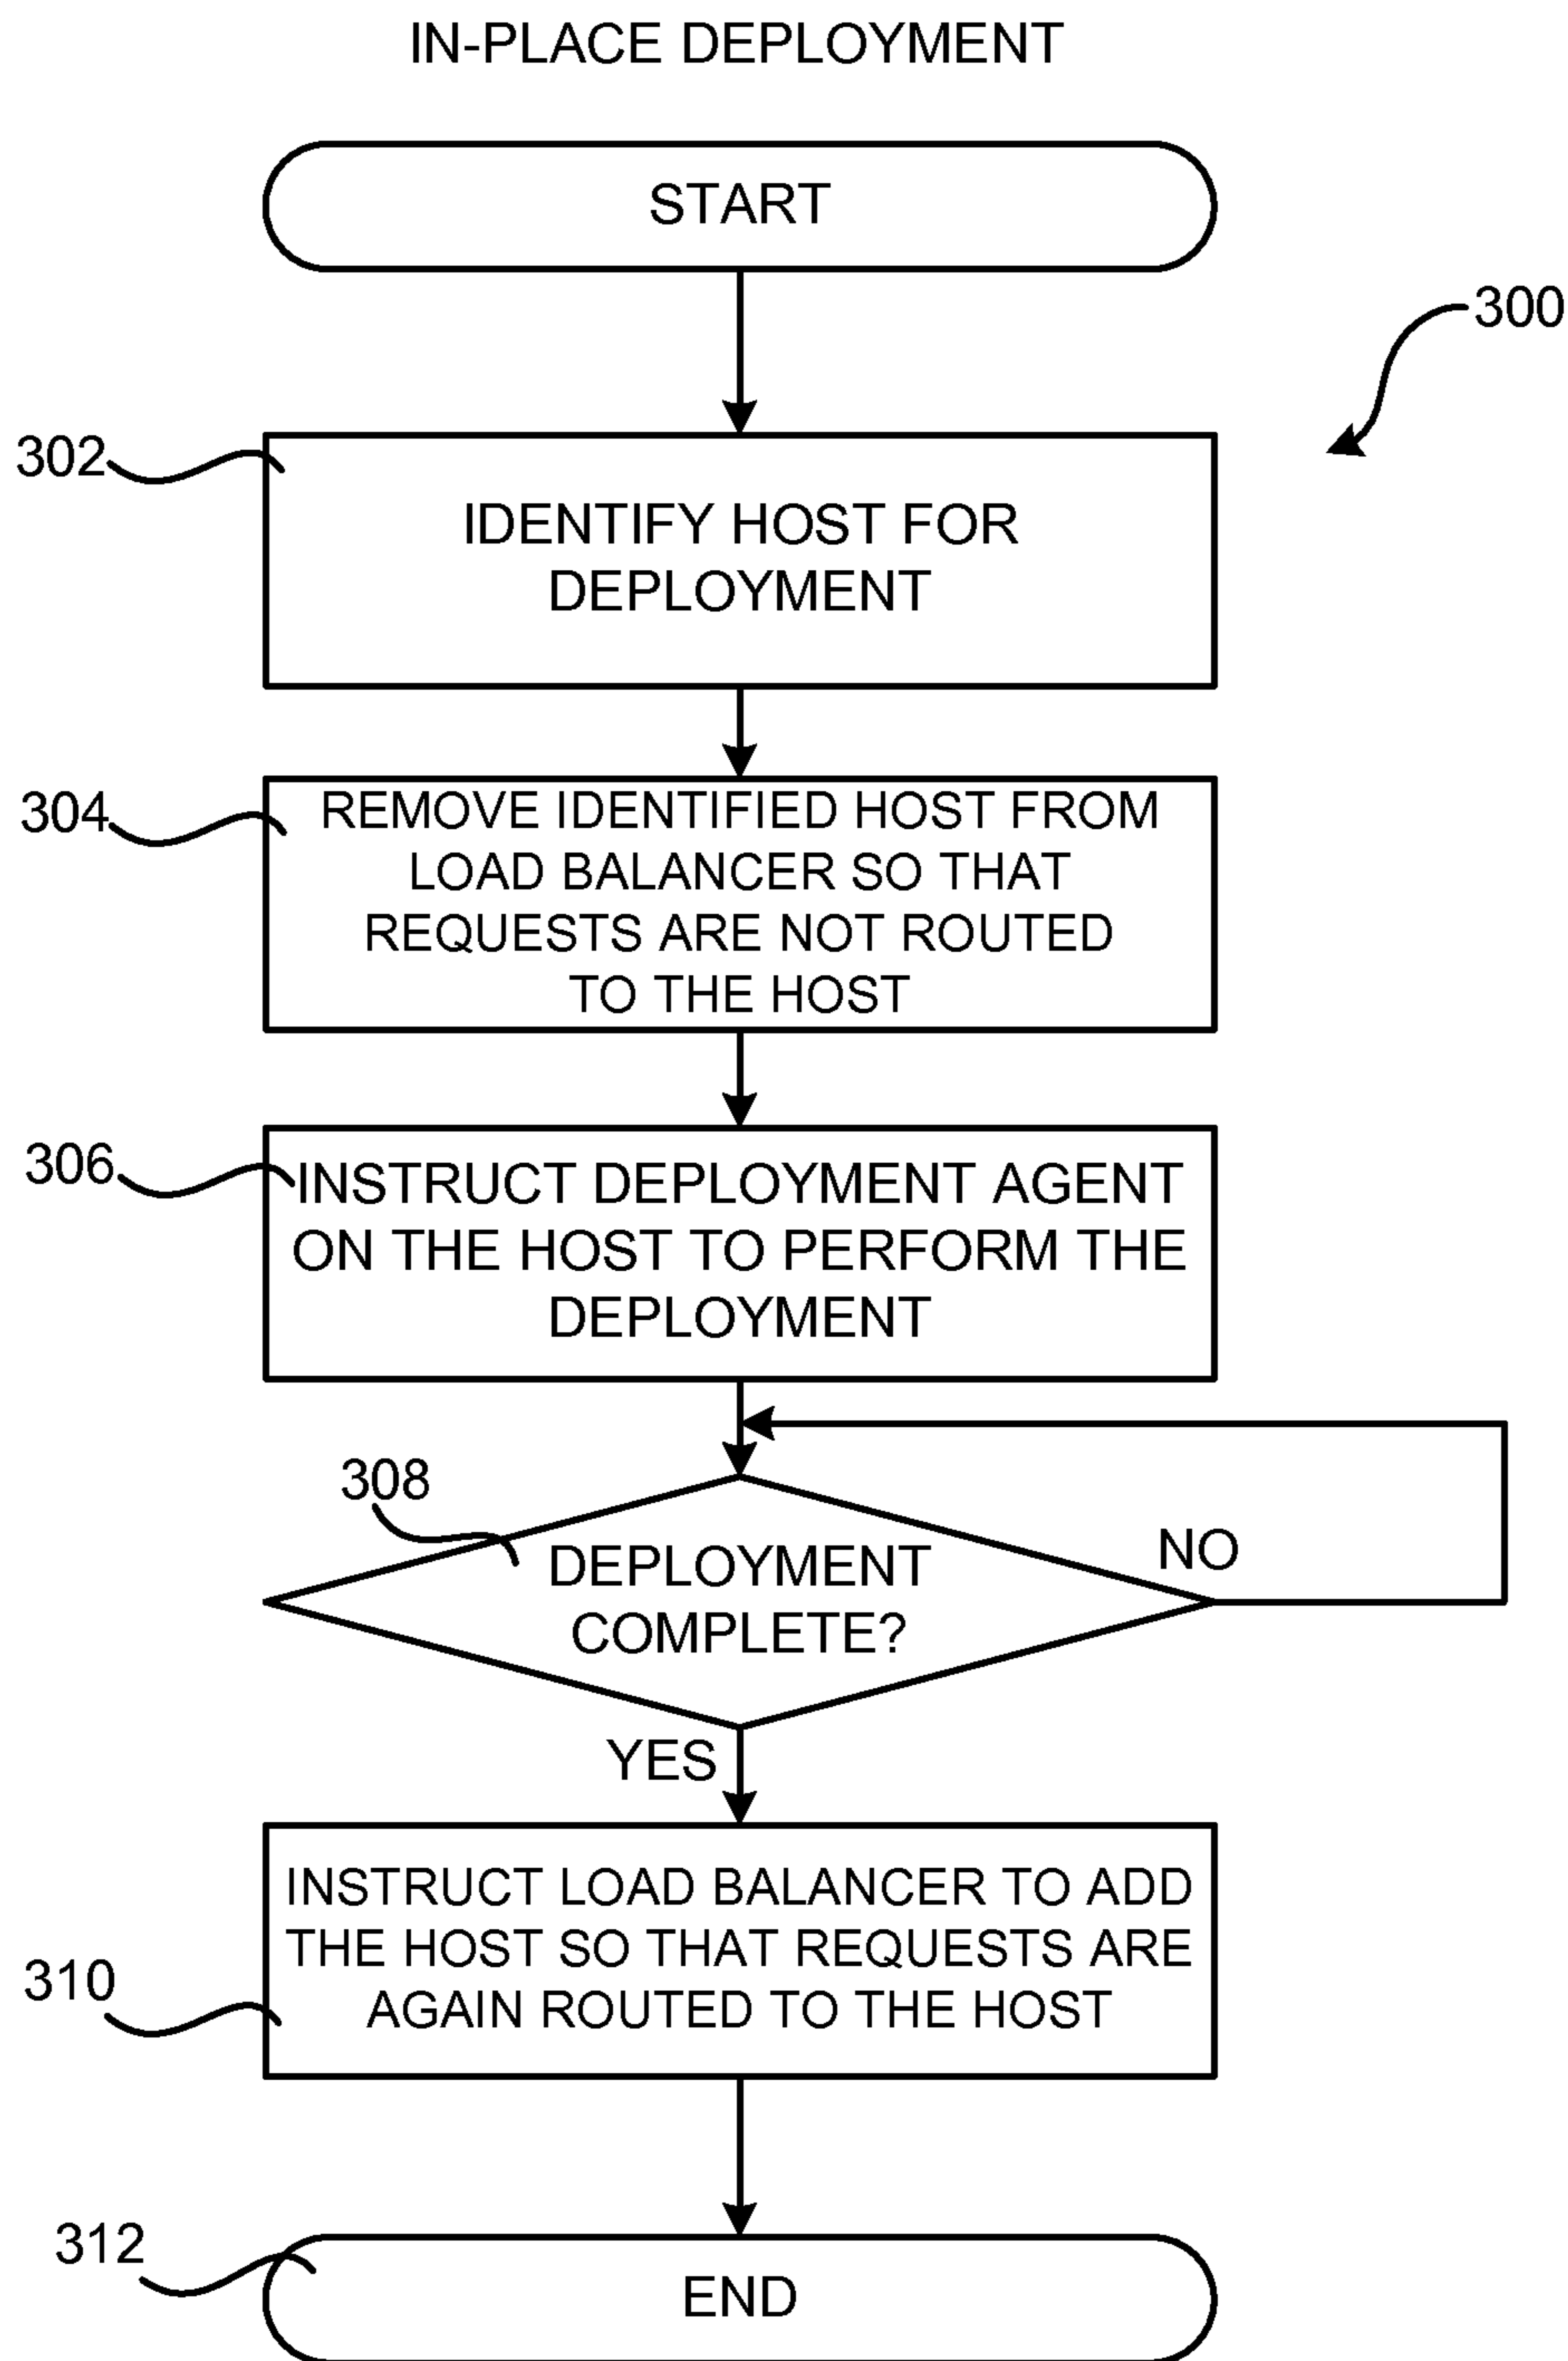 IN-PLACE DEPLOYMENT
START
300
302
IDENTIFY HOST FOR
DEPLOYMENT
304
REMOVE IDENTIFIED HOST FROM
LOAD BALANCER SO THAT
REQUESTS ARE NOT ROUTED
TO THE HOST
306
INSTRUCT DEPLOYMENT AGENT
ON THE HOST TO PERFORM THE
DEPLOYMENT
308
DEPLOYMENT
COMPLETE?
NO
YES
INSTRUCT LOAD BALANCER TO ADD
THE HOST SO THAT REQUESTS ARE
AGAIN ROUTED TO THE HOST
310
312
END